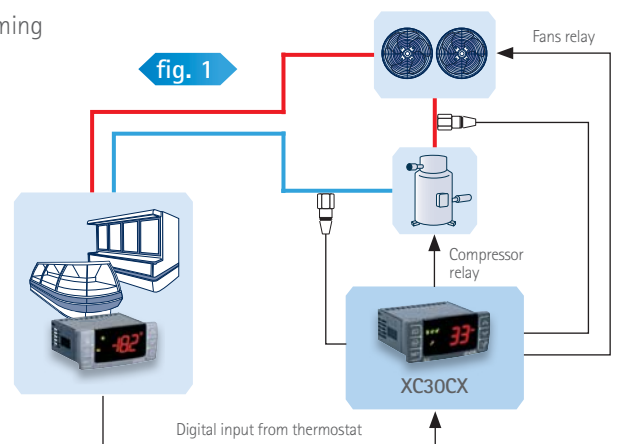 ning
fig. 1
Fans relay
Compressor
relay
-18.2
33
XC30CX
Digital input from thermostat